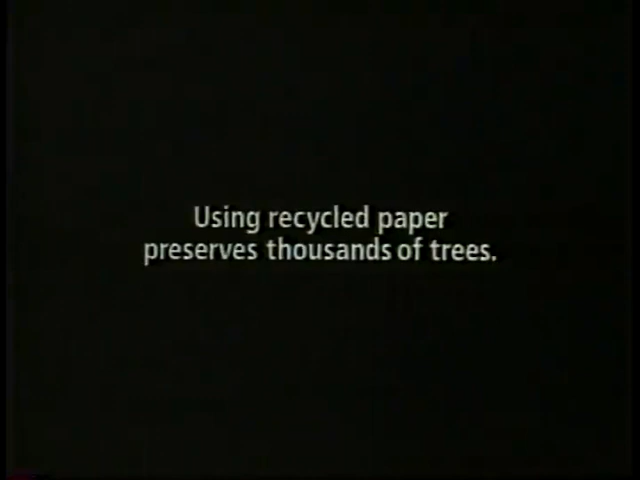 Using recycled paper
preserves thousands of trees.